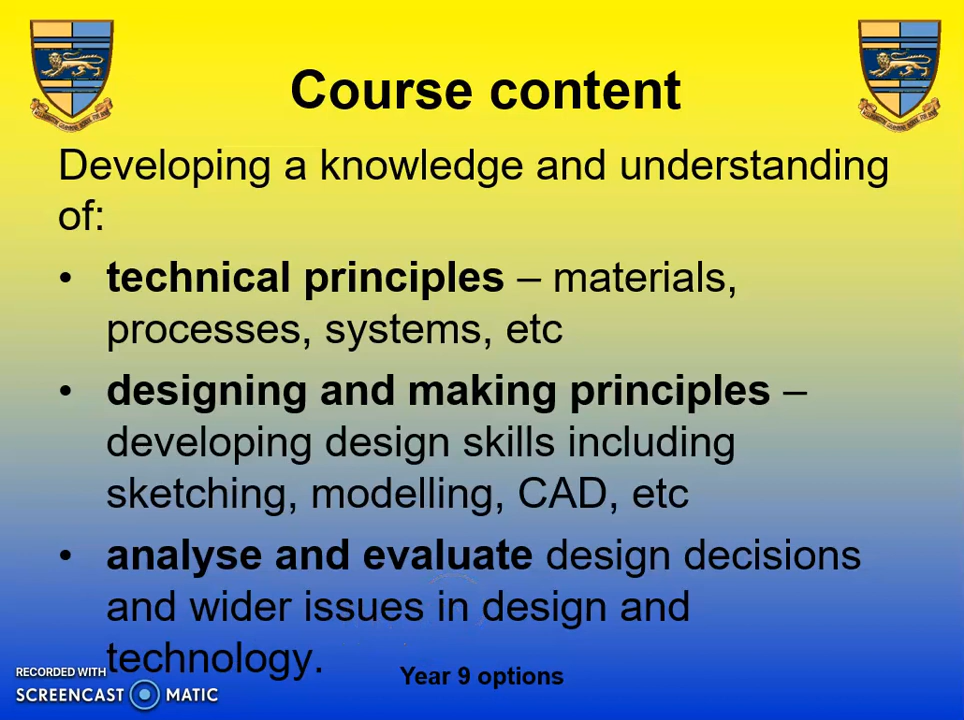 Course content
Developing a knowledge and understanding
of:
• technical principles – materials,
processes, systems, etc
• designing and making principles –
developing design skills including
sketching, modelling, CAD, etc
• analyse and evaluate design decisions
and wider issues in design and
technology.
Year 9 options
RECORDED WITH
SCREENCAST MATIC